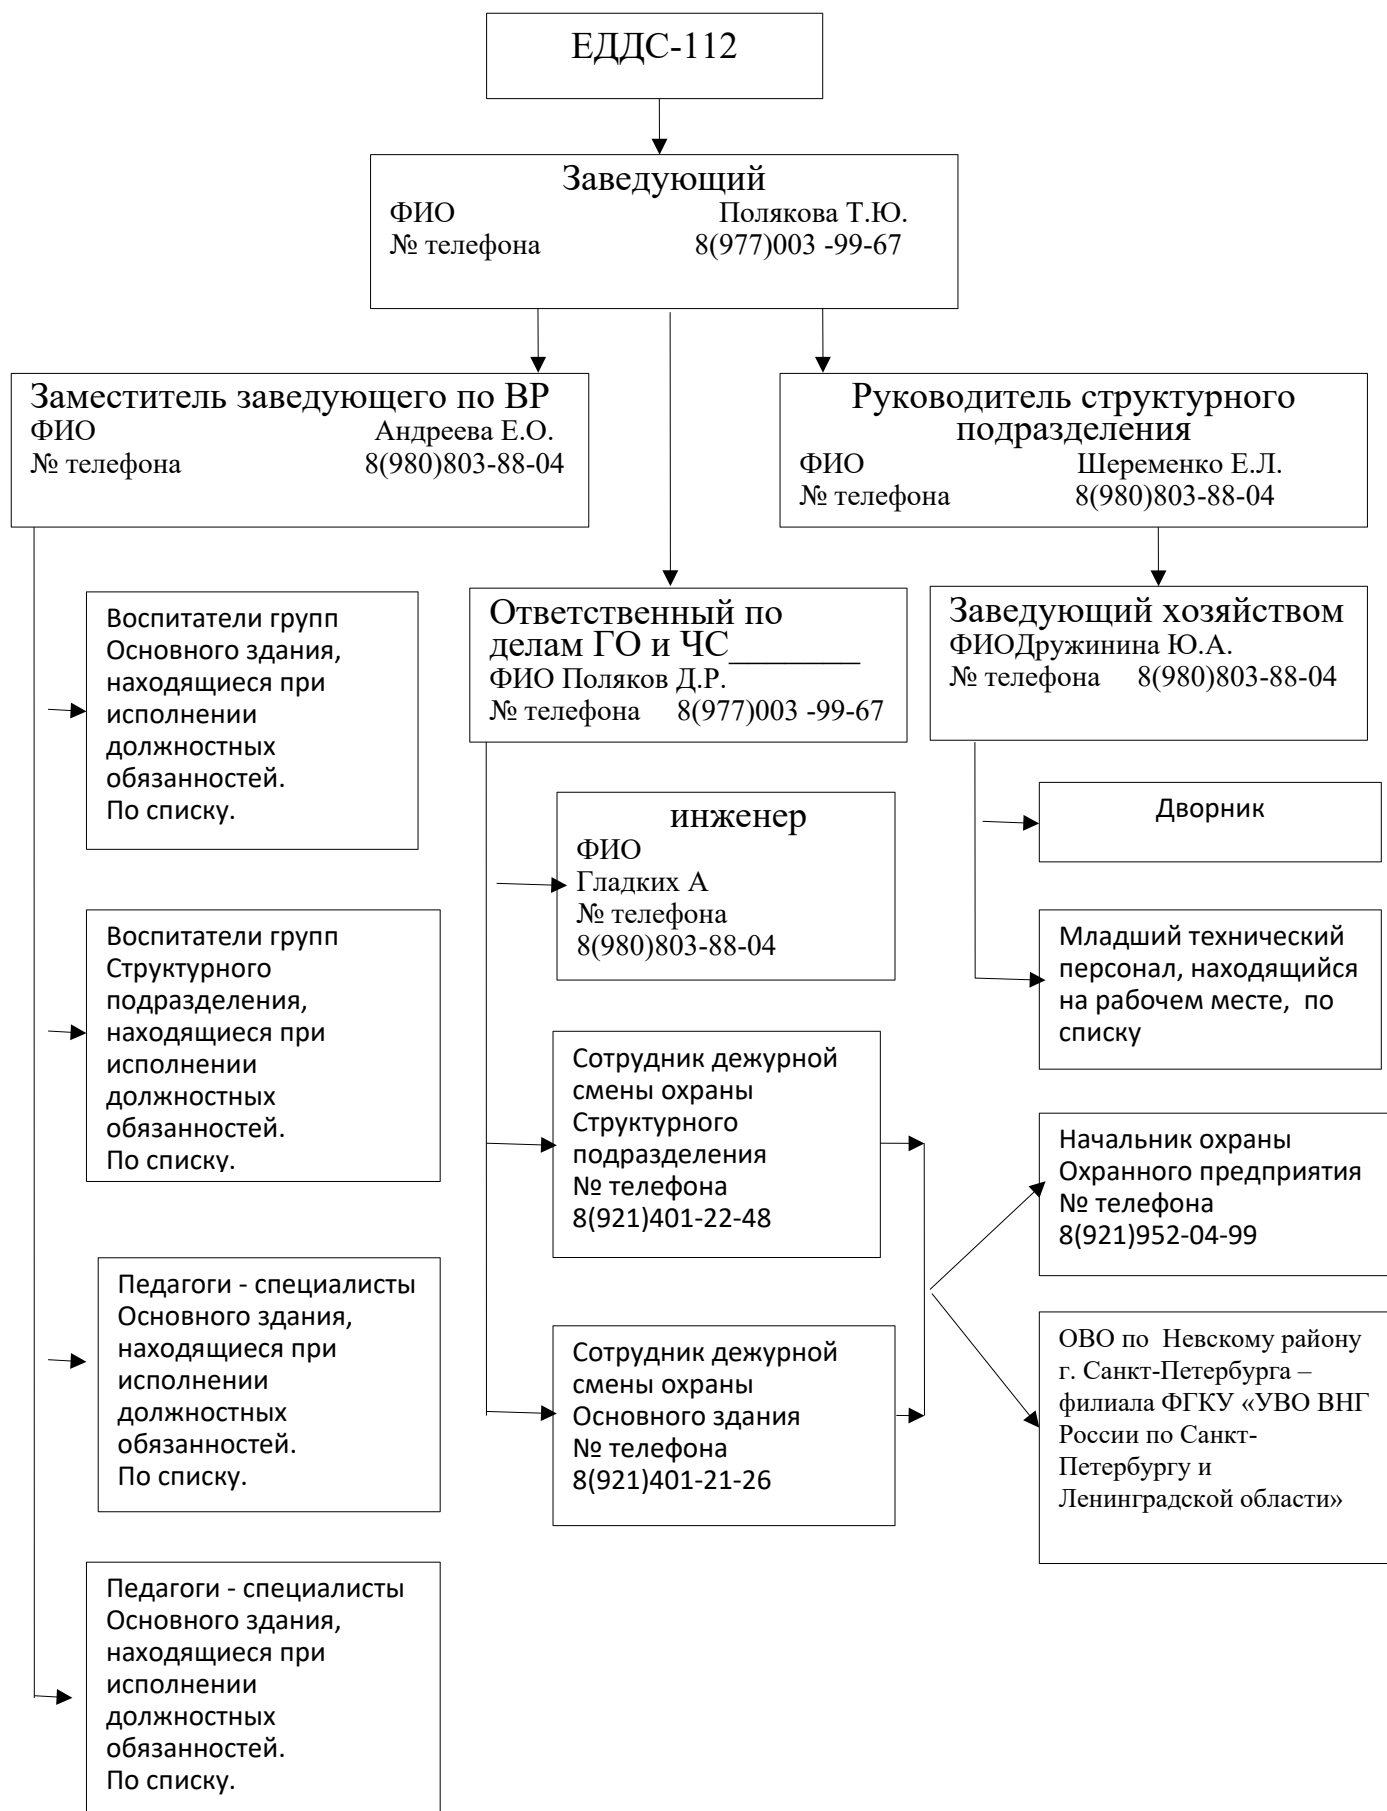 ЕДДС-112
Заведующий
ФИО Полякова Т.Ю.
№ телефона 8(977)003 -99-67
Заместитель заведующего по ВР
ФИО Андреева Е.О.
№ телефона 8(980)803-88-04
Руководитель структурного
подразделения
ФИО Шеременко Е.Л.
№ телефона 8(980)803-88-04
Воспитатели групп
Основного здания,
находящиеся при
исполнении
должностных
обязанностей.
По списку.
Воспитатели групп
Структурного
подразделения,
находящиеся при
исполнении
должностных
обязанностей.
По списку.
Педагоги - специалисты
Основного здания,
находящиеся при
исполнении
должностных
обязанностей.
По списку.
Педагоги - специалисты
Основного здания,
находящиеся при
исполнении
должностных
обязанностей.
По списку.
Ответственный по
делам ГО и ЧС_______
ФИО Поляков Д.Р.
№ телефона 8(977)003 -99-67
инженер
ФИО
Гладких А
№ телефона
8(980)803-88-04
Сотрудник дежурной
смены охраны
Структурного
подразделения
№ телефона
8(921)401-22-48
Сотрудник дежурной
смены охраны
Основного здания
№ телефона
8(921)401-21-26
Заведующий хозяйством
ФИОДружинина Ю.А.
№ телефона 8(980)803-88-04
Дворник
Младший технический
персонал, находящийся
на рабочем месте, по
списку
Начальник охраны
Охранного предприятия
№ телефона
8(921)952-04-99
ОВО по Невскому району
г. Санкт-Петербурга –
филиала ФГКУ «УВО ВНГ
России по Санкт-
Петербургу и
Ленинградской области»